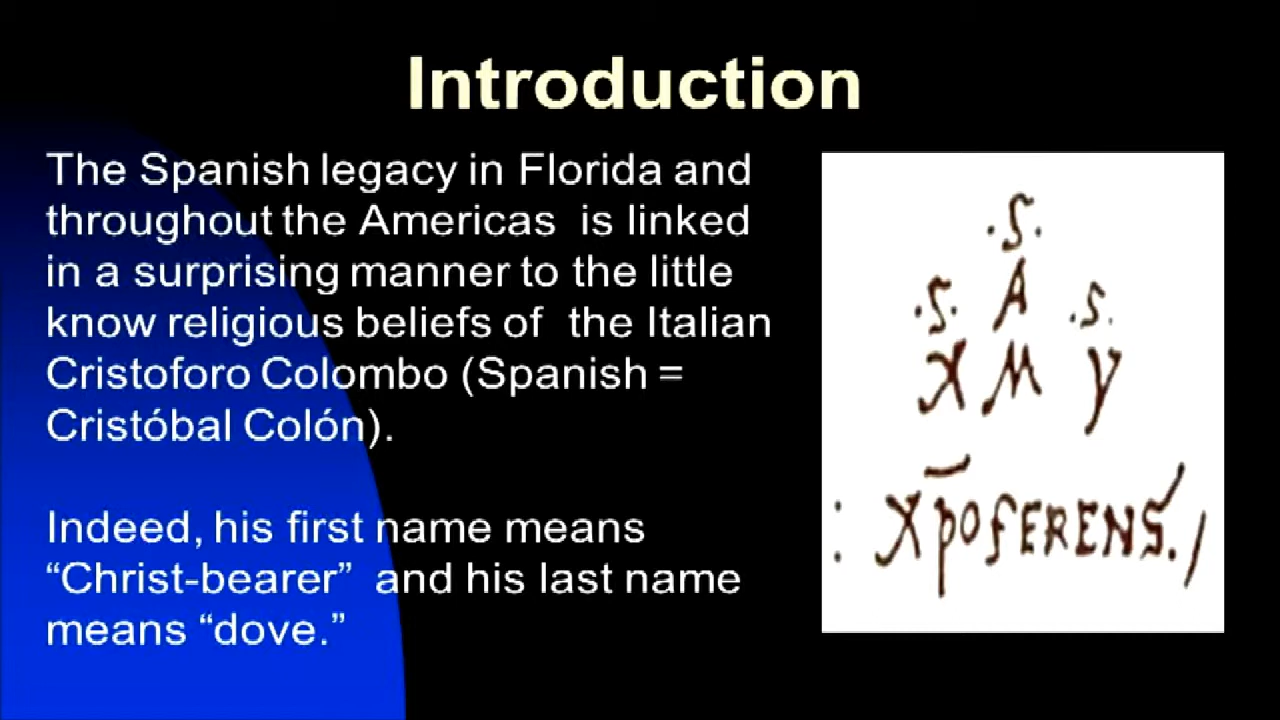 Introduction
The Spanish legacy in Florida and
throughout the Americas is linked
in a surprising manner to the little
know religious beliefs of the Italian
Cristoforo Colombo (Spanish =
Cristóbal Colón).
Indeed, his first name means
“Christ-bearer” and his last name
means “dove.”
.S.
.S. A .S.
X M Y
: XpoFERENS./